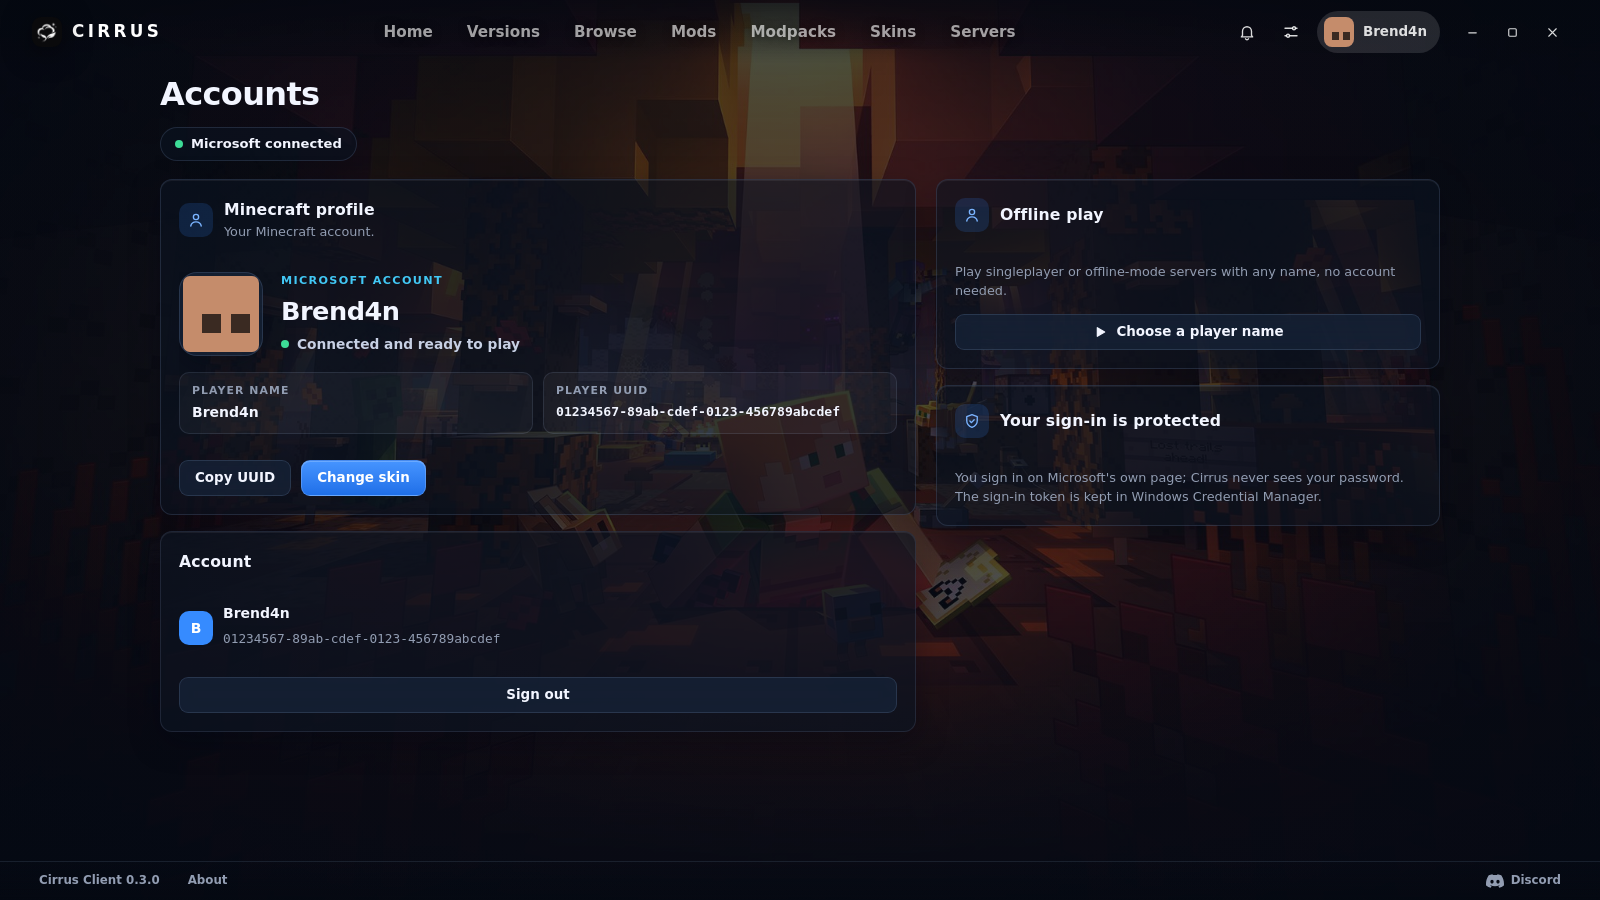 CIRRUS
Home
Versions
Browse
Mods
Modpacks
Skins
Servers
Brend4n
Accounts
Microsoft connected
Minecraft profile
Your Minecraft account.
MICROSOFT ACCOUNT
Brend4n
Connected and ready to play
PLAYER NAME
Brend4n
PLAYER UUID
01234567-89ab-cdef-0123-456789abcdef
Copy UUID
Change skin
Offline play
Play singleplayer or offline-mode servers with any name, no account
needed.
Choose a player name
Your sign-in is protected
You sign in on Microsoft's own page; Cirrus never sees your password.
The sign-in token is kept in Windows Credential Manager.
Account
B
Brend4n
01234567-89ab-cdef-0123-456789abcdef
Sign out
Cirrus Client 0.3.0
About
Discord